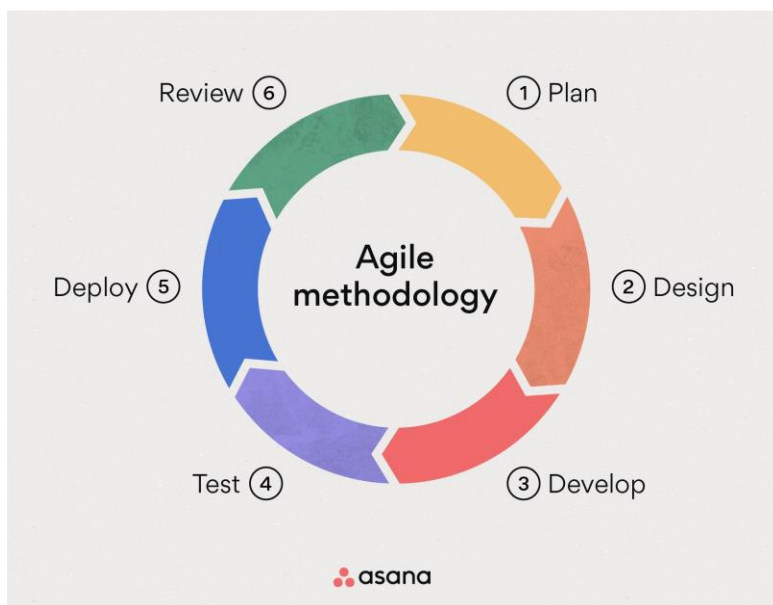 Agile
methodology
1 Plan
2 Design
3 Develop
Test 4
Deploy 5
Review 6
asana